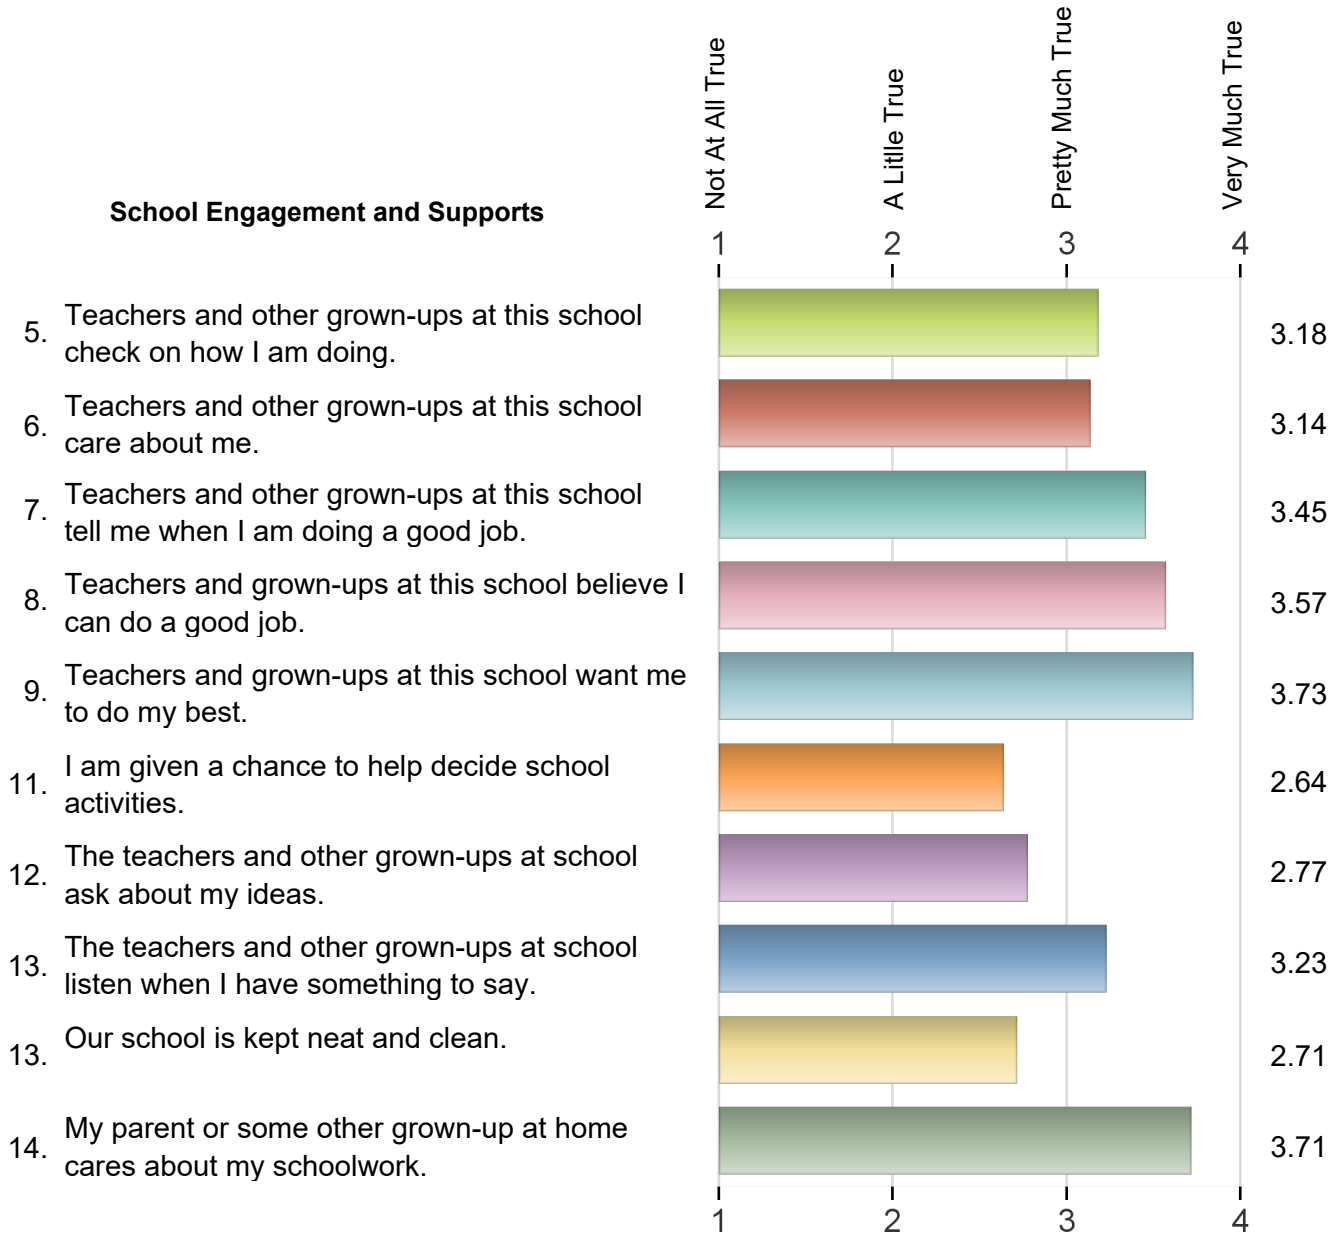 Not At All True
A Litlle True
Pretty Much True
Very Much True
School Engagement and Supports
1 2 3 4
5. Teachers and other grown-ups at this school
check on how I am doing.
3.18
6. Teachers and other grown-ups at this school
care about me.
3.14
7. Teachers and other grown-ups at this school
tell me when I am doing a good job.
3.45
8. Teachers and grown-ups at this school believe I
can do a good job.
3.57
9. Teachers and grown-ups at this school want me
to do my best.
3.73
11. I am given a chance to help decide school
activities.
2.64
12. The teachers and other grown-ups at school
ask about my ideas.
2.77
13. The teachers and other grown-ups at school
listen when I have something to say.
3.23
13. Our school is kept neat and clean.
2.71
14. My parent or some other grown-up at home
cares about my schoolwork.
3.71
1 2 3 4